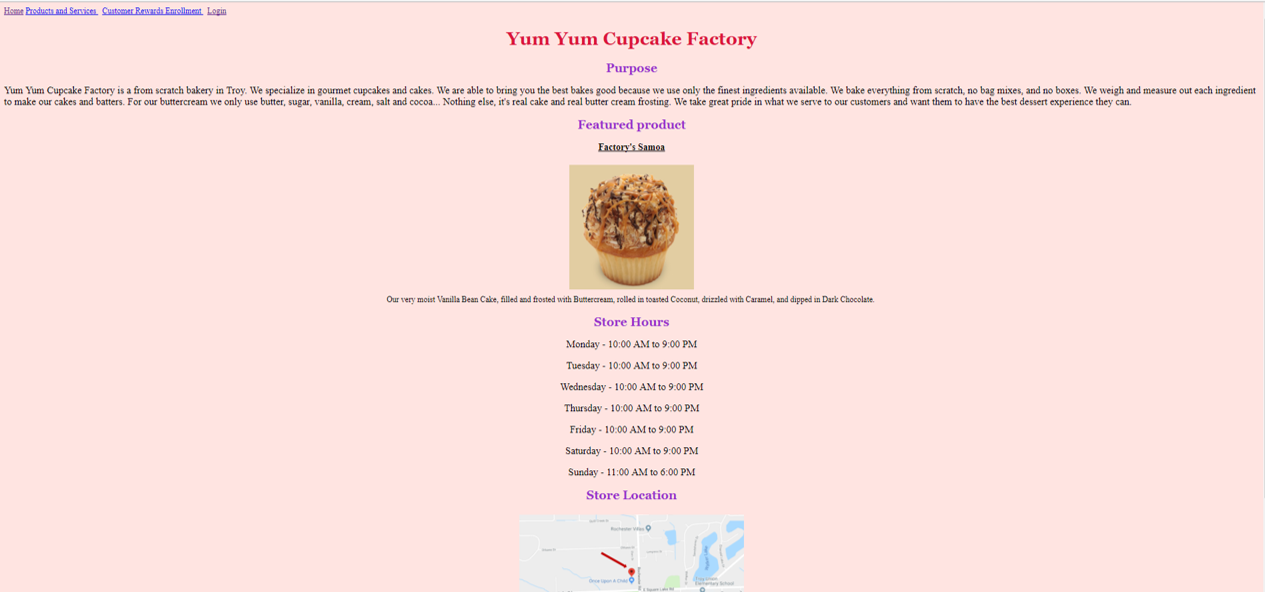 Home Products and Services Customer Rewards Enrollment Login
Yum Yum Cupcake Factory
Purpose
Yum Yum Cupcake Factory is a from scratch bakery in Troy. We specialize in gourmet cupcakes and cakes. We are able to bring you the best bakes good because we use only the finest ingredients available. We bake everything from scratch, no bag mixes, and no boxes. We weigh and measure out each ingredient
to make our cakes and batters. For our buttercream we only use butter, sugar, vanilla, cream, salt and cocoa... Nothing else, it's real cake and real butter cream frosting. We take great pride in what we serve to our customers and want them to have the best dessert experience they can.
Featured product
Factory's Samoa
Our very moist Vanilla Bean Cake, filled and frosted with Buttercream, rolled in toasted Coconut, drizzled with Caramel, and dipped in Dark Chocolate.
Store Hours
Monday - 10:00 AM to 9:00 PM
Tuesday - 10:00 AM to 9:00 PM
Wednesday - 10:00 AM to 9:00 PM
Thursday - 10:00 AM to 9:00 PM
Friday - 10:00 AM to 9:00 PM
Saturday - 10:00 AM to 9:00 PM
Sunday - 11:00 AM to 6:00 PM
Store Location
Rochester Villas
Once Upon A Child
Elementary School
E Square Lake Rd